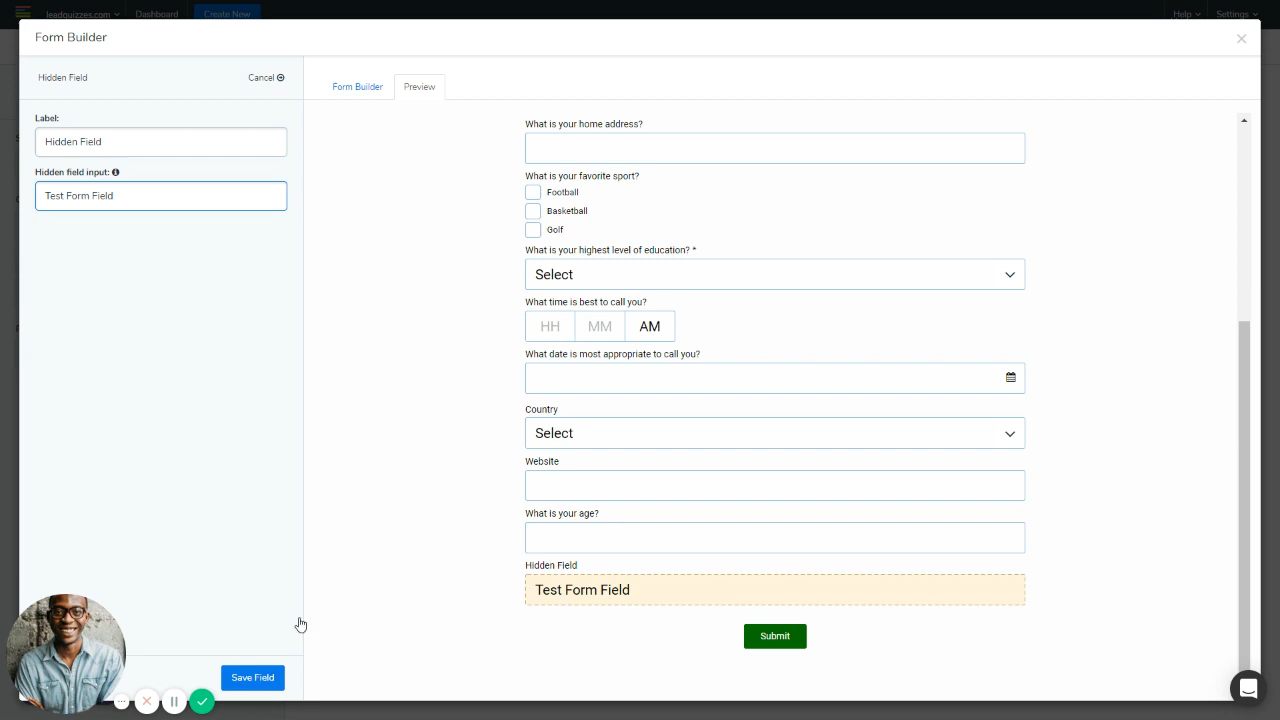 leadquizzes.com
Dashboard
Create New
Help
Settings
Form Builder
Hidden Field
Cancel
Form Builder
Preview
Label:
Hidden Field
Hidden field input:
Test Form Field
What is your home address?
What is your favorite sport?
Football
Basketball
Golf
What is your highest level of education? *
Select
What time is best to call you?
HH MM AM
What date is most appropriate to call you?
Country
Select
Website
What is your age?
Hidden Field
Test Form Field
Submit
Save Field